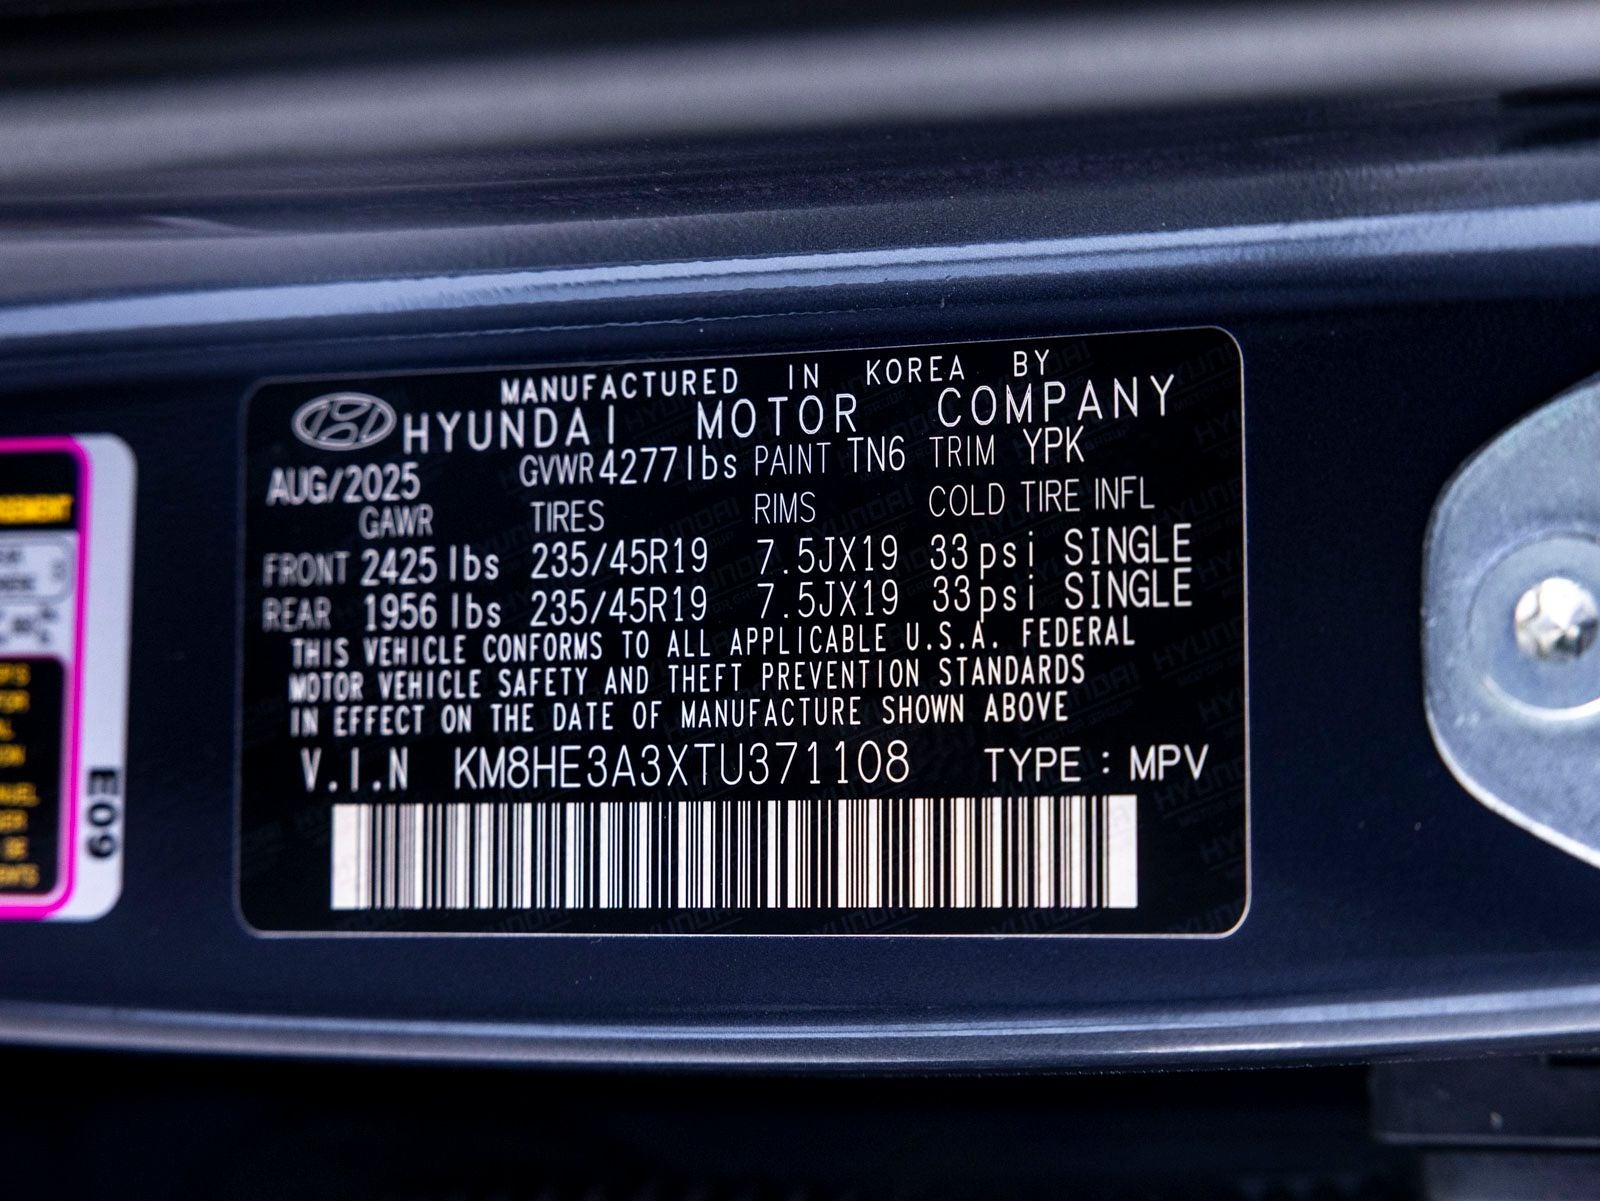 MANUFACTURED IN KOREA BY
HYUNDAI MOTOR COMPANY
AUG/2025 GVWR 4277lbs PAINT TN6 TRIM YPK
GAWR TIRES RIMS COLD TIRE INFL
FRONT 2425 lbs 235/45R19 7.5JX19 33psi SINGLE
REAR 1956 lbs 235/45R19 7.5JX19 33psi SINGLE
THIS VEHICLE CONFORMS TO ALL APPLICABLE U.S.A. FEDERAL
MOTOR VEHICLE SAFETY AND THEFT PREVENTION STANDARDS
IN EFFECT ON THE DATE OF MANUFACTURE SHOWN ABOVE
V.I.N KM8HE3A3XTU371108 TYPE : MPV
E09